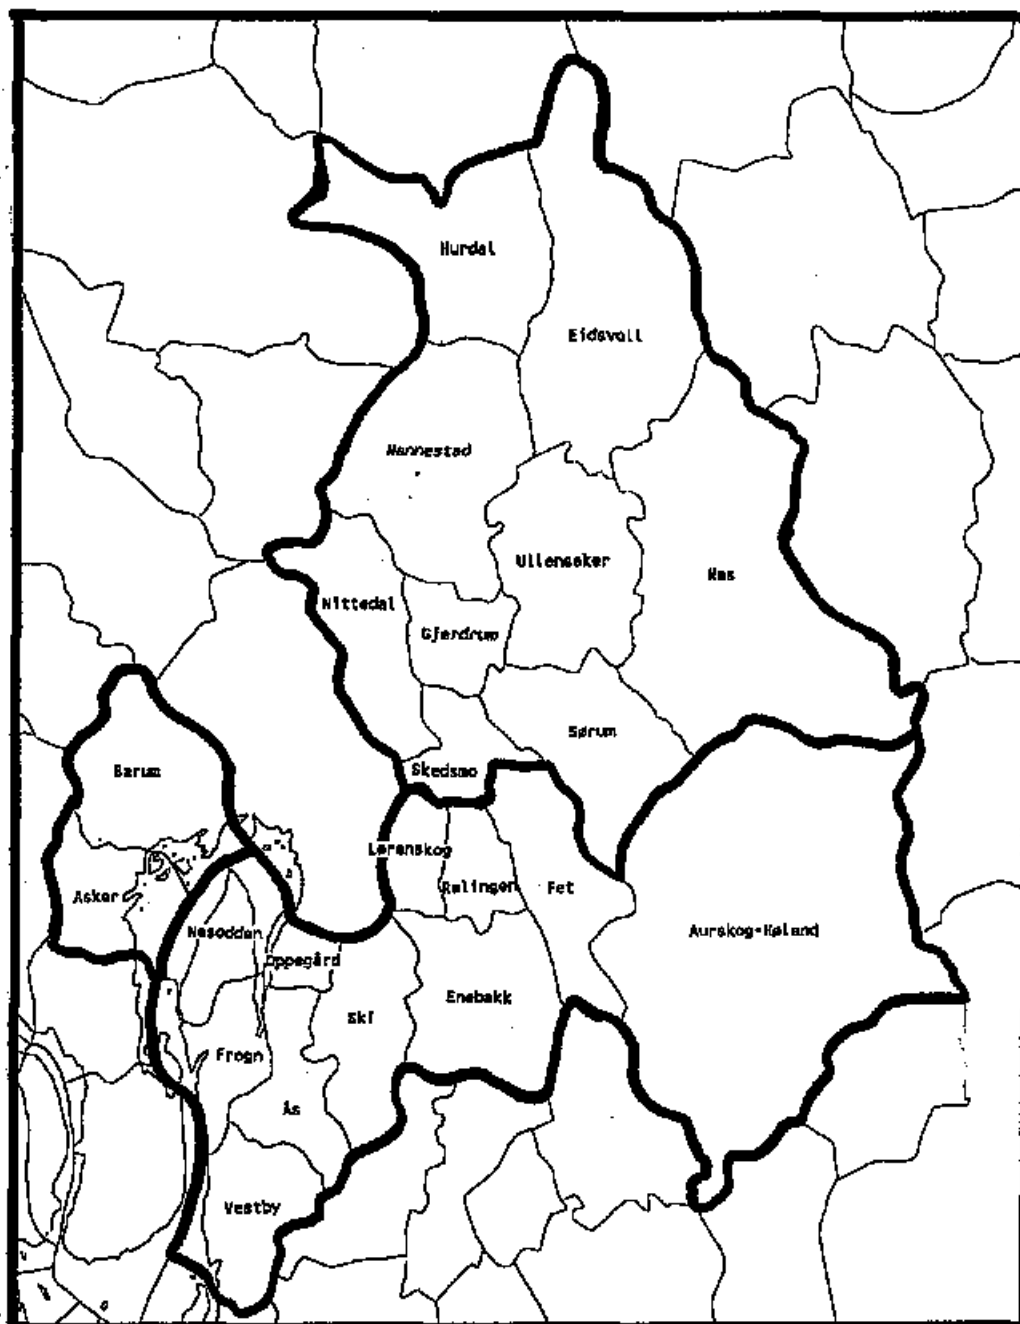 Hurdal
Eidsvoll
Nannestad
Ullensaker
Nes
Nittedal
Gjerdrum
Sørum
Skedsmo
Bærum
Lørenskog
Rælingen
Fet
Asker
Nesodden
Aurskog-Høland
Oppegård
Enebakk
Ski
Frogn
Ås
Vestby